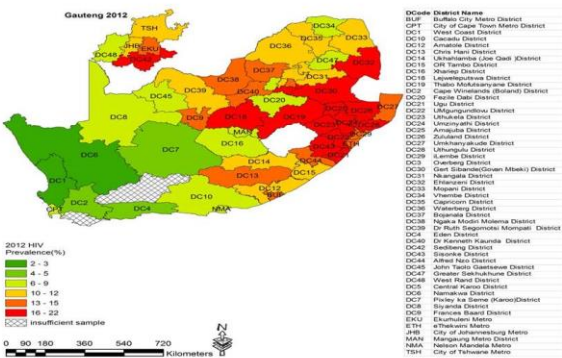 Gauteng 2012
TSH
JHB
EKU
DC48
DC42
DC34
DC35
DC33
DC36
DC47
DC32
DC37
DC31
DC38
DC40
DC30
DC39
DC20
DC45
DC9
DC18
DC19
DC27
DC8
MAN
DC16
DC7
DC6
DC44
DC14
DC15
DC13
DC12
BUF
DC1
DC2
DC4
DC10
NMA
CPT
2012 HIV
Prevalence(%)
2 - 3
4 - 5
6 - 9
10 - 12
13 - 15
16 - 22
insufficient sample
0 90 180 360 540 720
Kilometers
N
DCode District Name
BUF Buffalo City Metro District
CPT City of Cape Town Metro District
DC1 West Coast District
DC10 Cacadu District
DC12 Amatole District
DC13 Chris Hani District
DC14 Ukhahlamba (Joe Qadi )District
DC15 OR Tambo District
DC16 Xhariep District
DC18 Lejweleputswa District
DC19 Thabo Mofutsanyane District
DC2 Cape Winelands (Boland) District
DC20 Fezile Dabi District
DC21 Ugu District
DC22 UMgungundlovu District
DC23 Uthukela District
DC24 Umzinyathi District
DC25 Amajuba District
DC26 Zululand District
DC27 Umkhanyakude District
DC28 Uthungulu District
DC29 iLembe District
DC3 Overberg District
DC30 Gert Sibande(Govan Mbeki) District
DC31 Nkangala District
DC32 Ehlanzeni District
DC33 Mopani District
DC34 Vhembe District
DC35 Capricorn District
DC36 Waterberg District
DC37 Bojanala District
DC38 Ngaka Modiri Molema District
DC39 Dr Ruth Segomotsi Mompati District
DC4 Eden District
DC40 Dr Kenneth Kaunda District
DC42 Sedibeng District
DC43 Sisonke District
DC44 Alfred Nzo District
DC45 John Taolo Gaetsewe District
DC47 Greater Sekhukhune District
DC48 West Rand District
DC5 Central Karoo District
DC6 Namakwa District
DC7 Pixley ka Seme (Karoo)District
DC8 Siyanda District
DC9 Frances Baard District
EKU Ekurhuleni Metro
ETH eThekwini Metro
JHB City of Johannesburg Metro
MAN Mangaung Metro District
NMA Nelson Mandela Metro
TSH City of Tshwane Metro